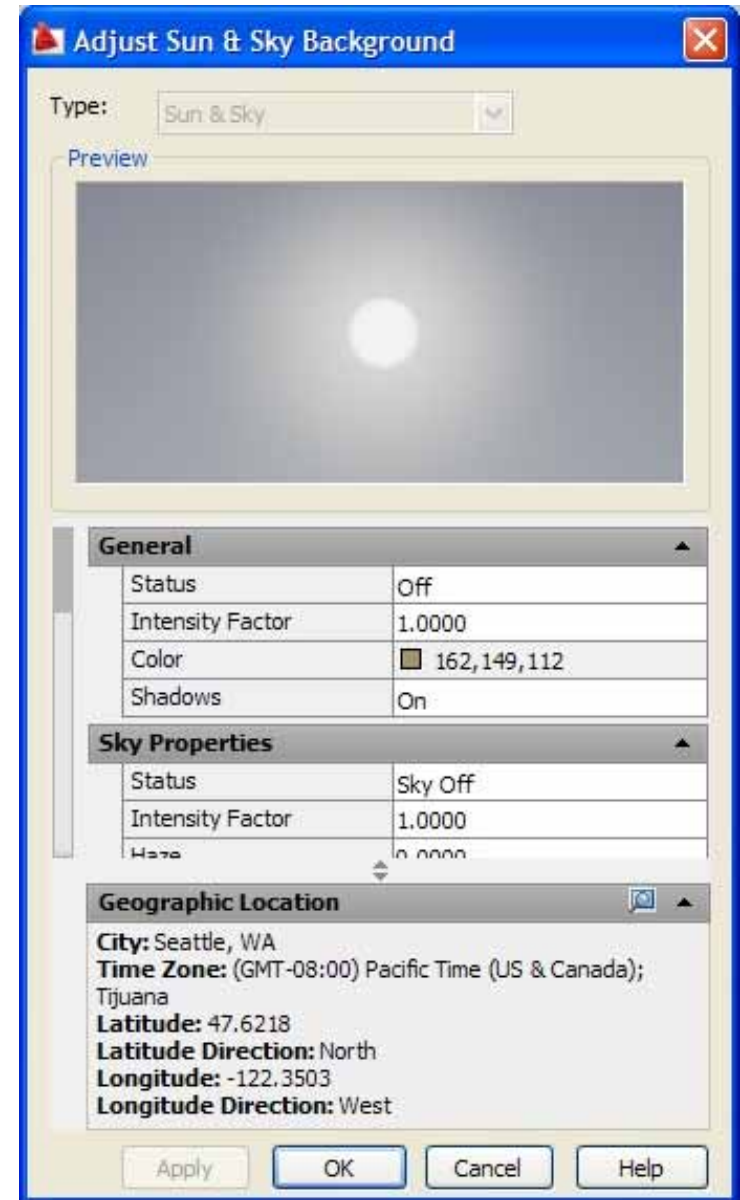 Adjust Sun & Sky Background
Type: Sun & Sky
Preview
General
Status Off
Intensity Factor 1.0000
Color 162,149,112
Shadows On
Sky Properties
Status Sky Off
Intensity Factor 1.0000
Haze 0.0000
Geographic Location
City: Seattle, WA
Time Zone: (GMT-08:00) Pacific Time (US & Canada);
Tijuana
Latitude: 47.6218
Latitude Direction: North
Longitude: -122.3503
Longitude Direction: West
Apply OK Cancel Help